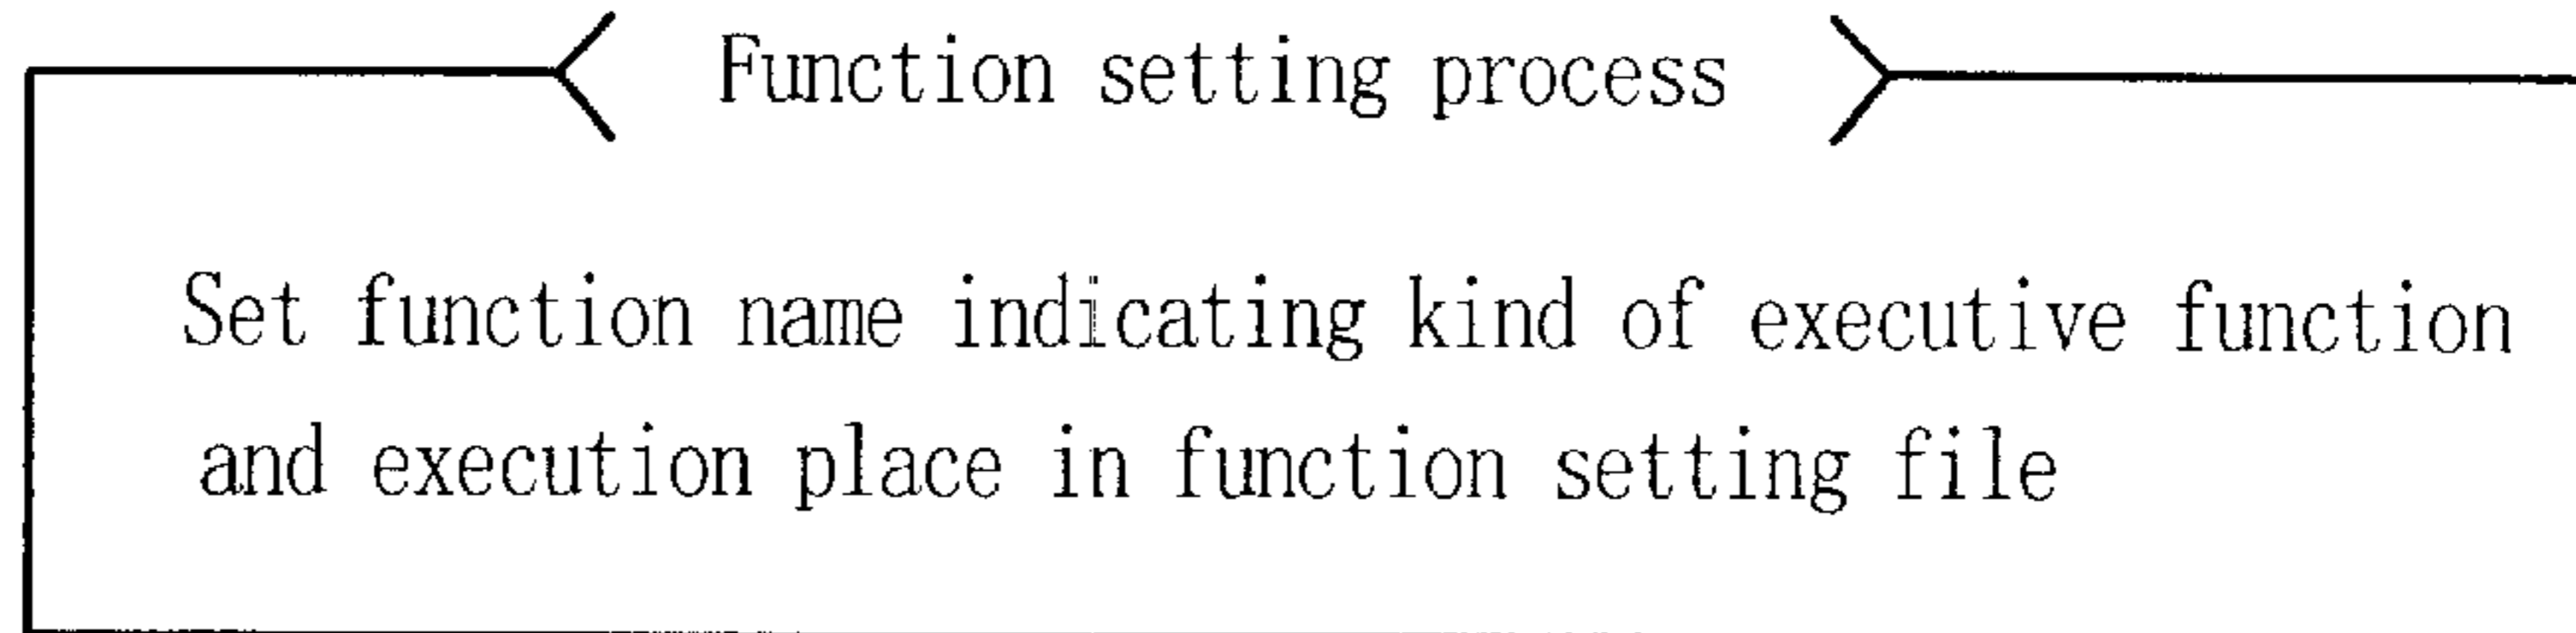 Function setting process
Set function name indicating kind of executive function
and execution place in function setting file